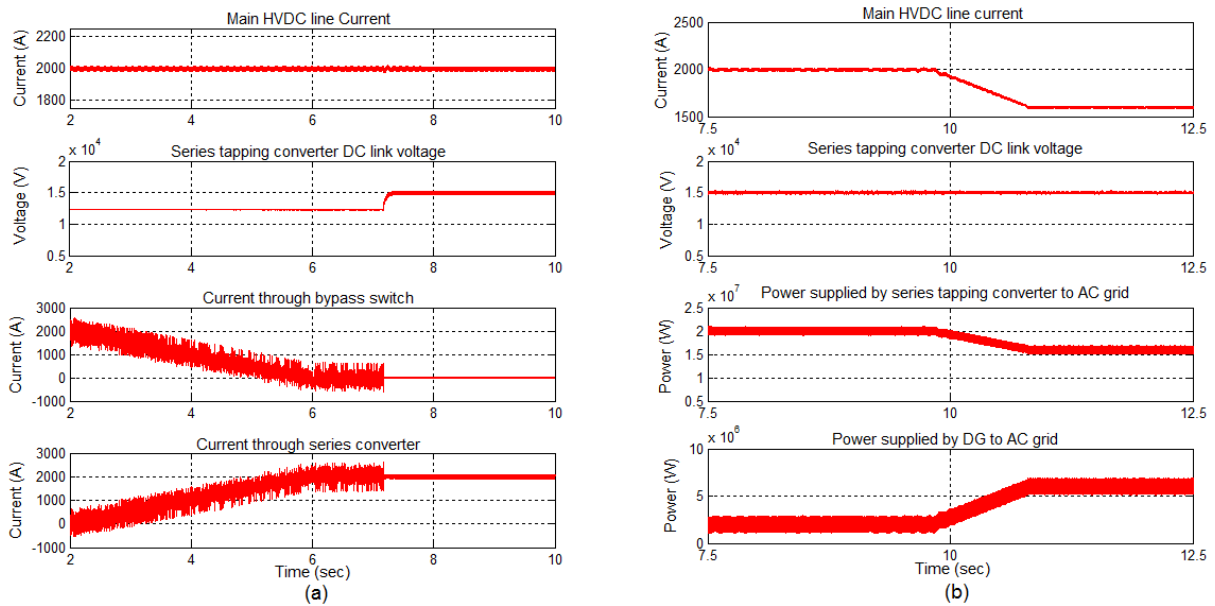 Main HVDC line Current
Current (A)
2200
2000
1800
2 4 6 8 10
x 10^4
Series tapping converter DC link voltage
Voltage (V)
2
1.5
1
0.5
2 4 6 8 10
Current through bypass switch
Current (A)
3000
2000
1000
0
-1000
2 4 6 8 10
Current through series converter
Current (A)
3000
2000
1000
0
-1000
2 4 6 8 10
Time (sec)
(a)
Main HVDC line current
Current (A)
2500
2000
1500
7.5 10 12.5
x 10^4
Series tapping converter DC link voltage
Voltage (V)
2
1.5
1
0.5
7.5 10 12.5
x 10^7
Power supplied by series tapping converter to AC grid
Power (W)
2.5
2
1.5
1
0.5
7.5 10 12.5
x 10^6
Power supplied by DG to AC grid
Power (W)
10
5
0
7.5 10 12.5
Time (sec)
(b)